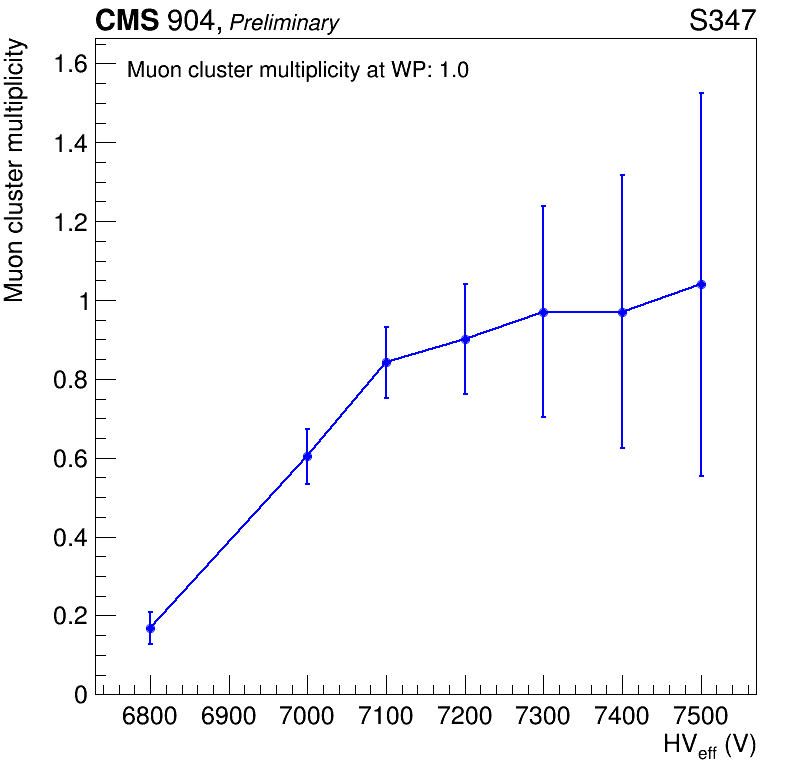 CMS 904, Preliminary S347
Muon cluster multiplicity at WP: 1.0
Muon cluster multiplicity
1.6
1.4
1.2
1
0.8
0.6
0.4
0.2
0
6800 6900 7000 7100 7200 7300 7400 7500
HVeff (V)